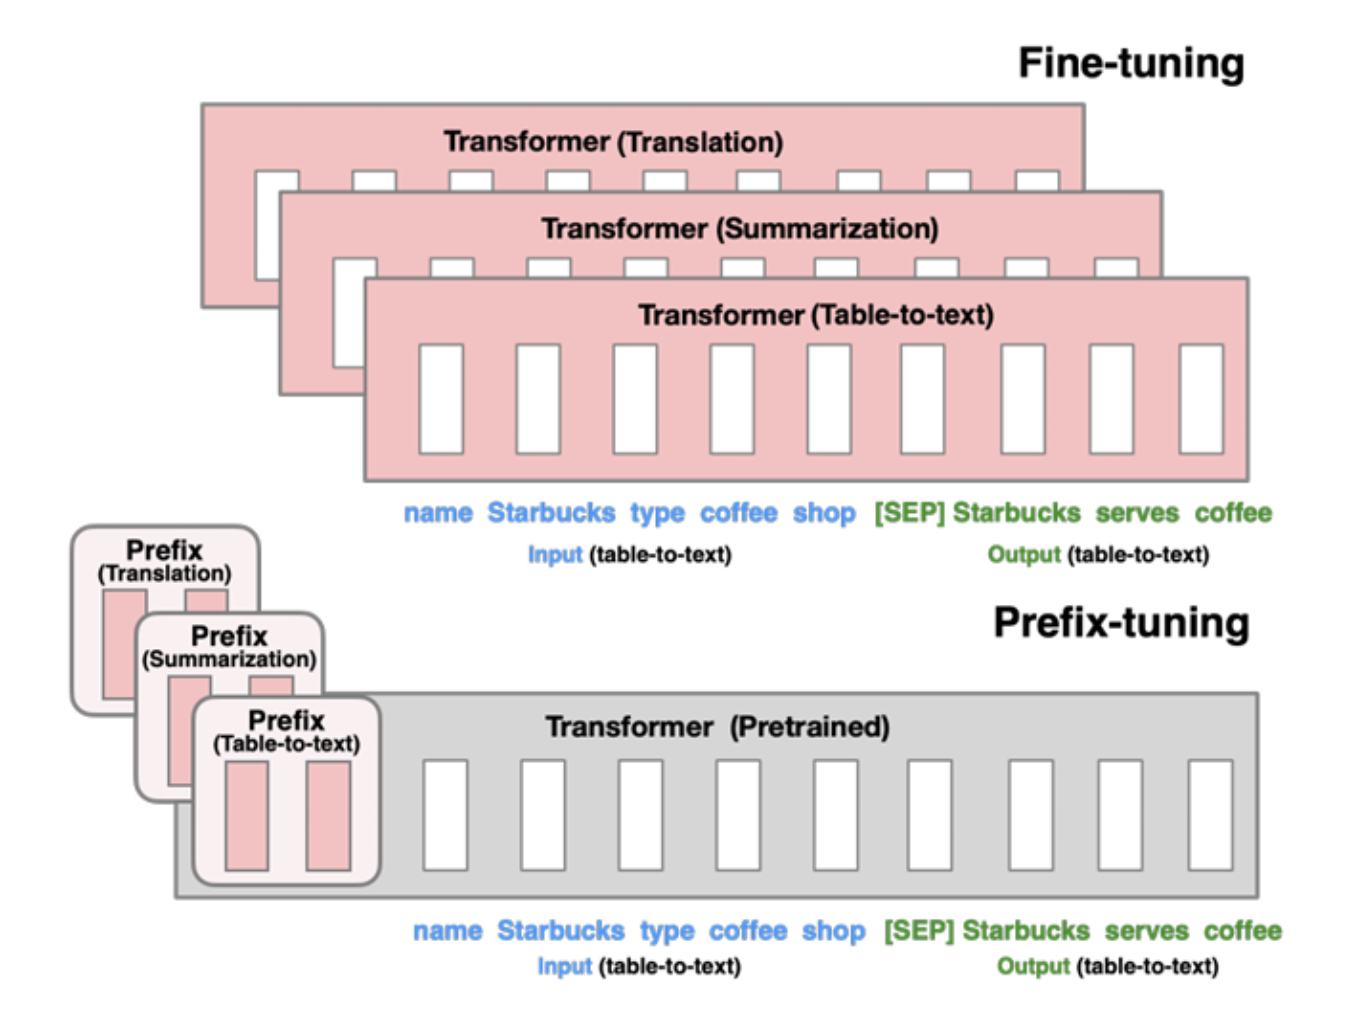 Fine-tuning
Transformer (Translation)
Transformer (Summarization)
Transformer (Table-to-text)
name Starbucks type coffee shop [SEP] Starbucks serves coffee
Input (table-to-text) Output (table-to-text)
Prefix-tuning
Prefix
(Translation)
Prefix
(Summarization)
Prefix
(Table-to-text)
Transformer (Pretrained)
name Starbucks type coffee shop [SEP] Starbucks serves coffee
Input (table-to-text) Output (table-to-text)